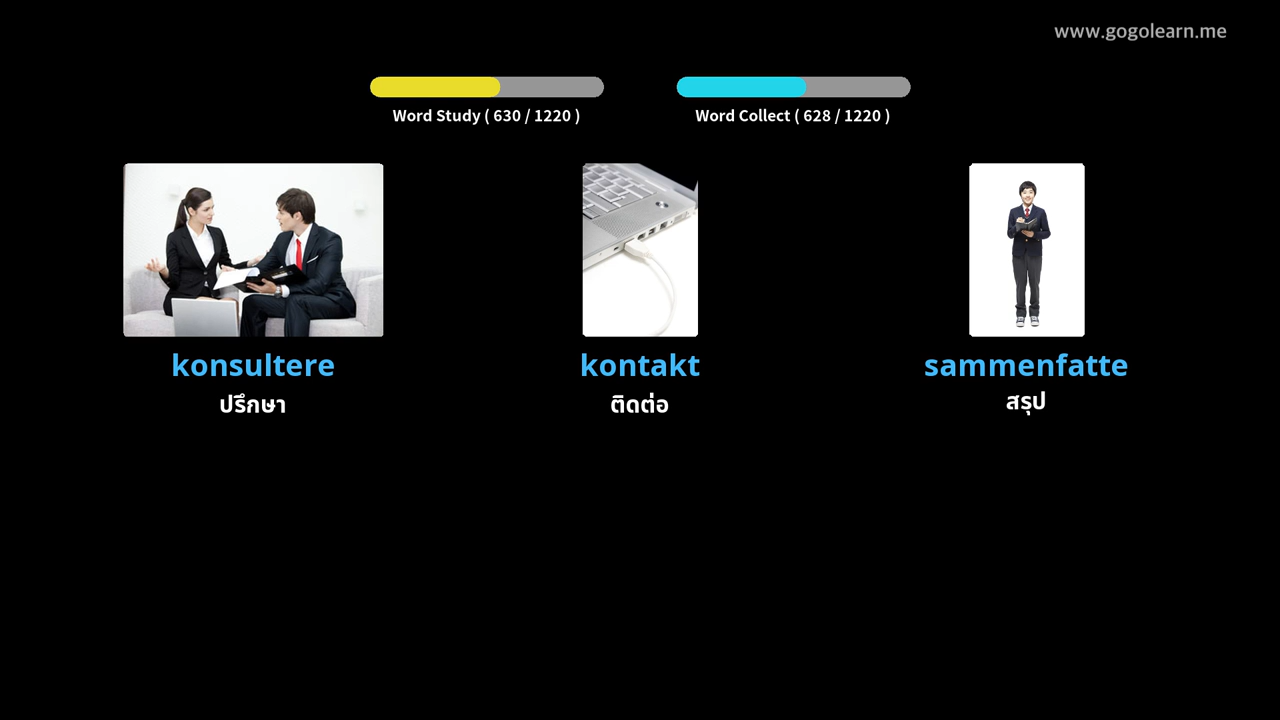 www.gogolearn.me
Word Study ( 630 / 1220 )
Word Collect ( 628 / 1220 )
konsultere
ปรึกษา
kontakt
ติดต่อ
sammenfatte
สรุป